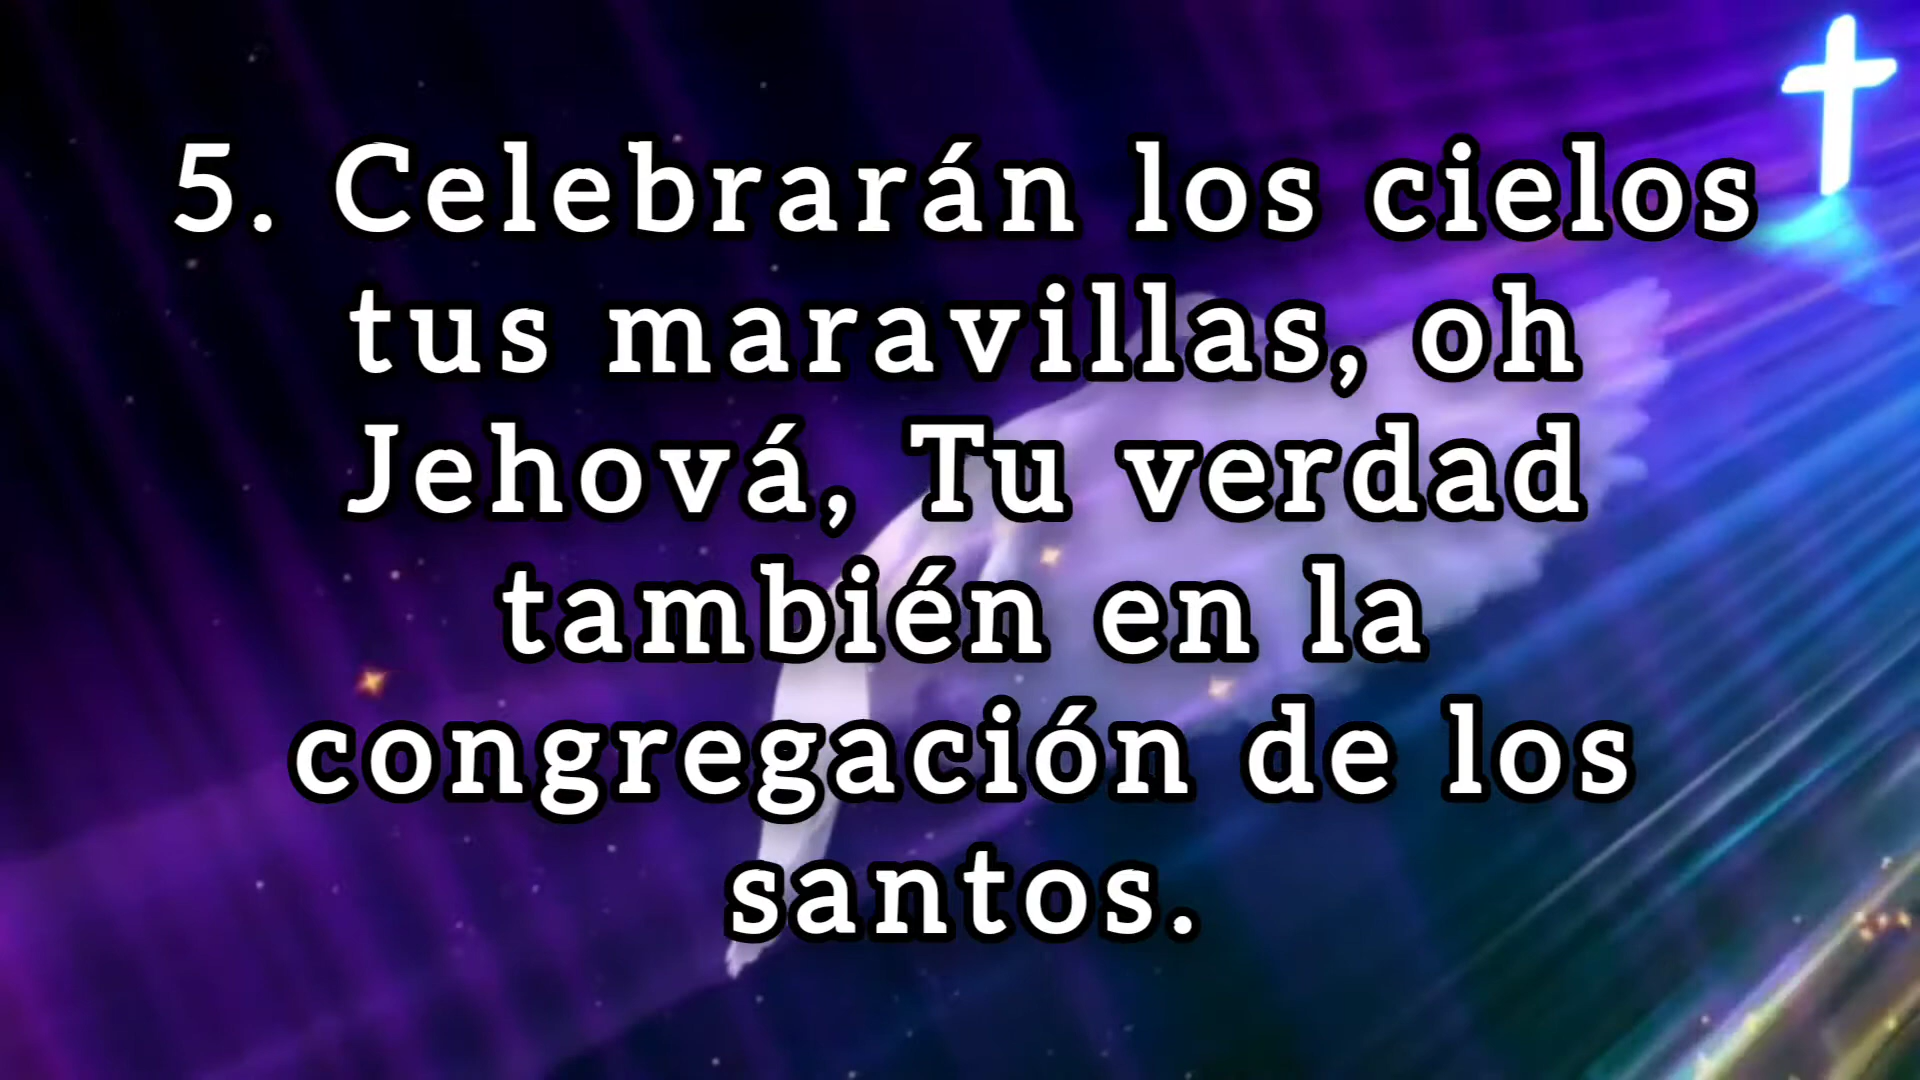 5. Celebrarán los cielos
tus maravillas, oh
Jehová, Tu verdad
también en la
congregación de los
santos.